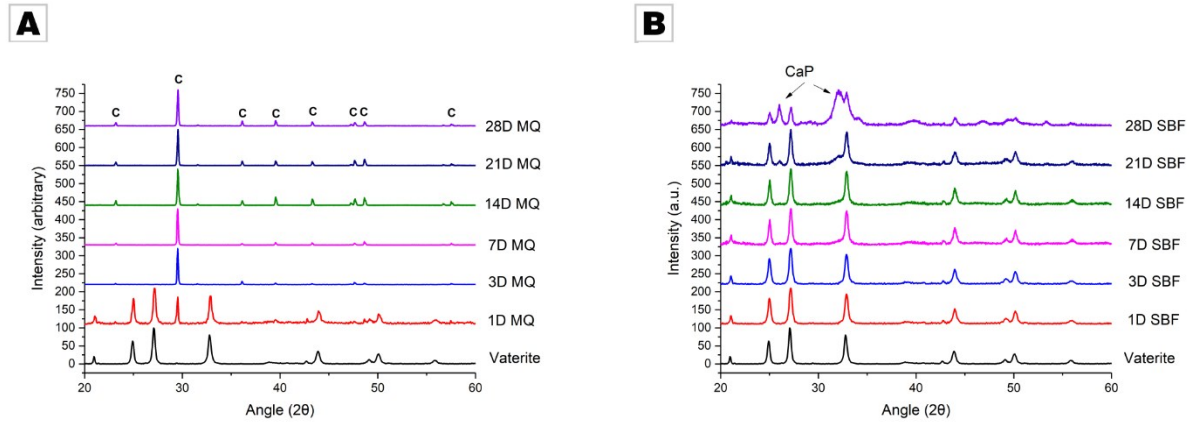 A
C
C C C C C C C
750
700
650
600
550
500
450
400
350
300
250
200
150
100
50
0
Intensity (arbitrary)
28D MQ
21D MQ
14D MQ
7D MQ
3D MQ
1D MQ
Vaterite
20 30 40 50 60
Angle (2θ)
B
CaP
750
700
650
600
550
500
450
400
350
300
250
200
150
100
50
0
Intensity (a.u.)
28D SBF
21D SBF
14D SBF
7D SBF
3D SBF
1D SBF
Vaterite
20 30 40 50 60
Angle (2θ)